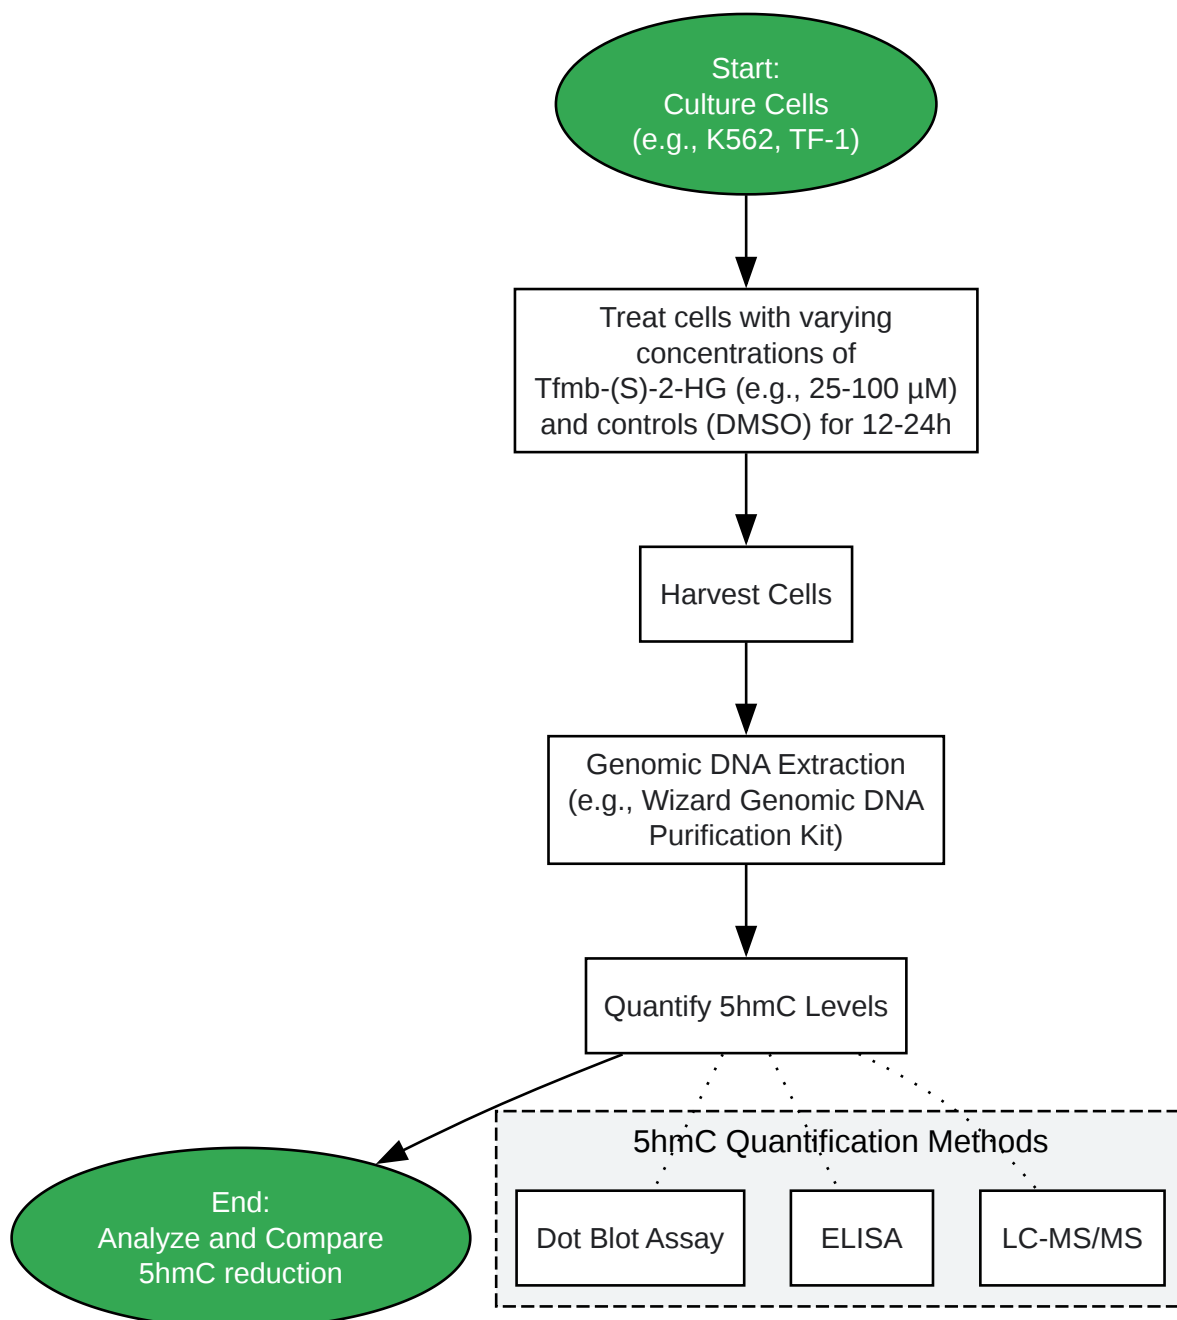 Start:
Culture Cells
(e.g., K562, TF-1)
Treat cells with varying
concentrations of
Tfmb-(S)-2-HG (e.g., 25-100 µM)
and controls (DMSO) for 12-24h
Harvest Cells
Genomic DNA Extraction
(e.g., Wizard Genomic DNA
Purification Kit)
Quantify 5hmC Levels
5hmC Quantification Methods
Dot Blot Assay
ELISA
LC-MS/MS
End:
Analyze and Compare
5hmC reduction